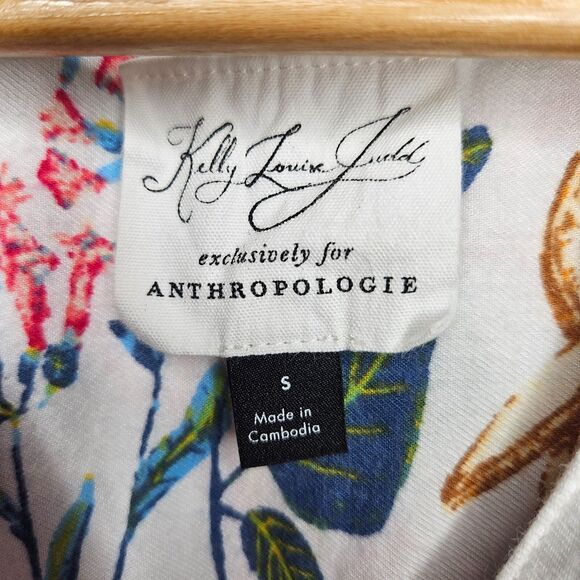 Kelly Louise Judd
exclusively for
ANTHROPOLOGIE
S
Made in
Cambodia